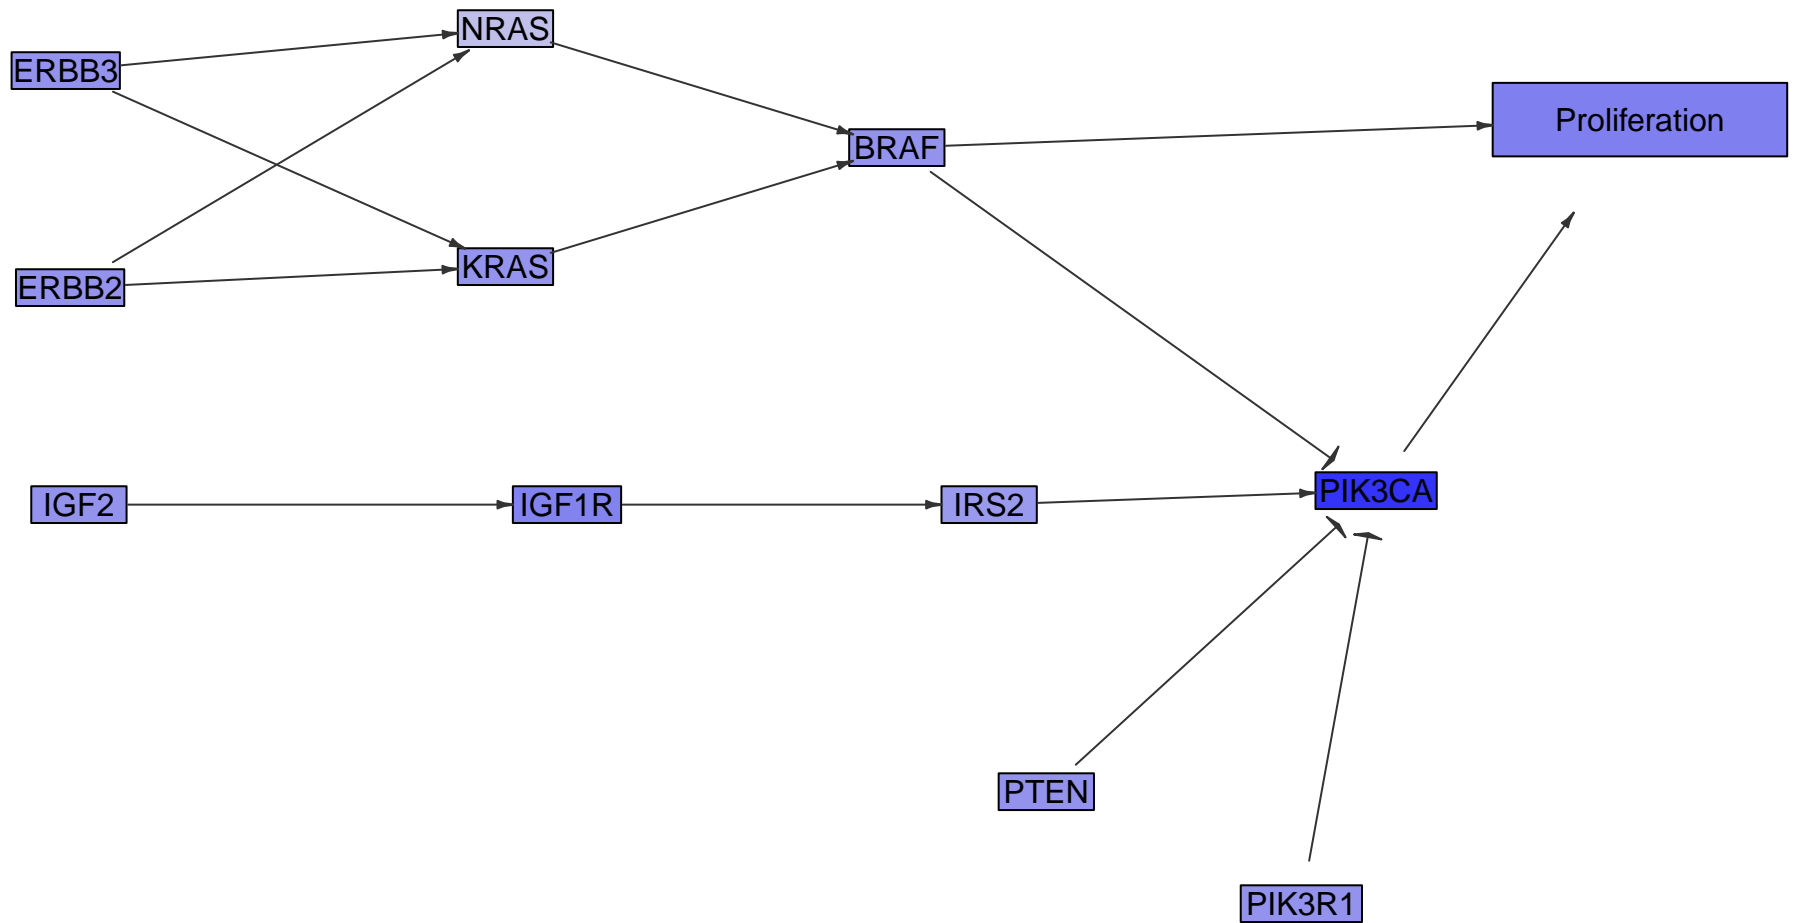 NRAS
ERBB3
Proliferation
BRAF
KRAS
ERBB2
PIK3CA
IGF2
IGF1R
IRS2
PTEN
PIK3R1